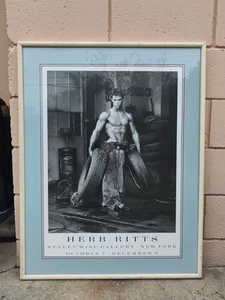 HERB RITTS
STALEY-WISE GALLERY · NEW YORK
OCTOBER 7 - DECEMBER 2